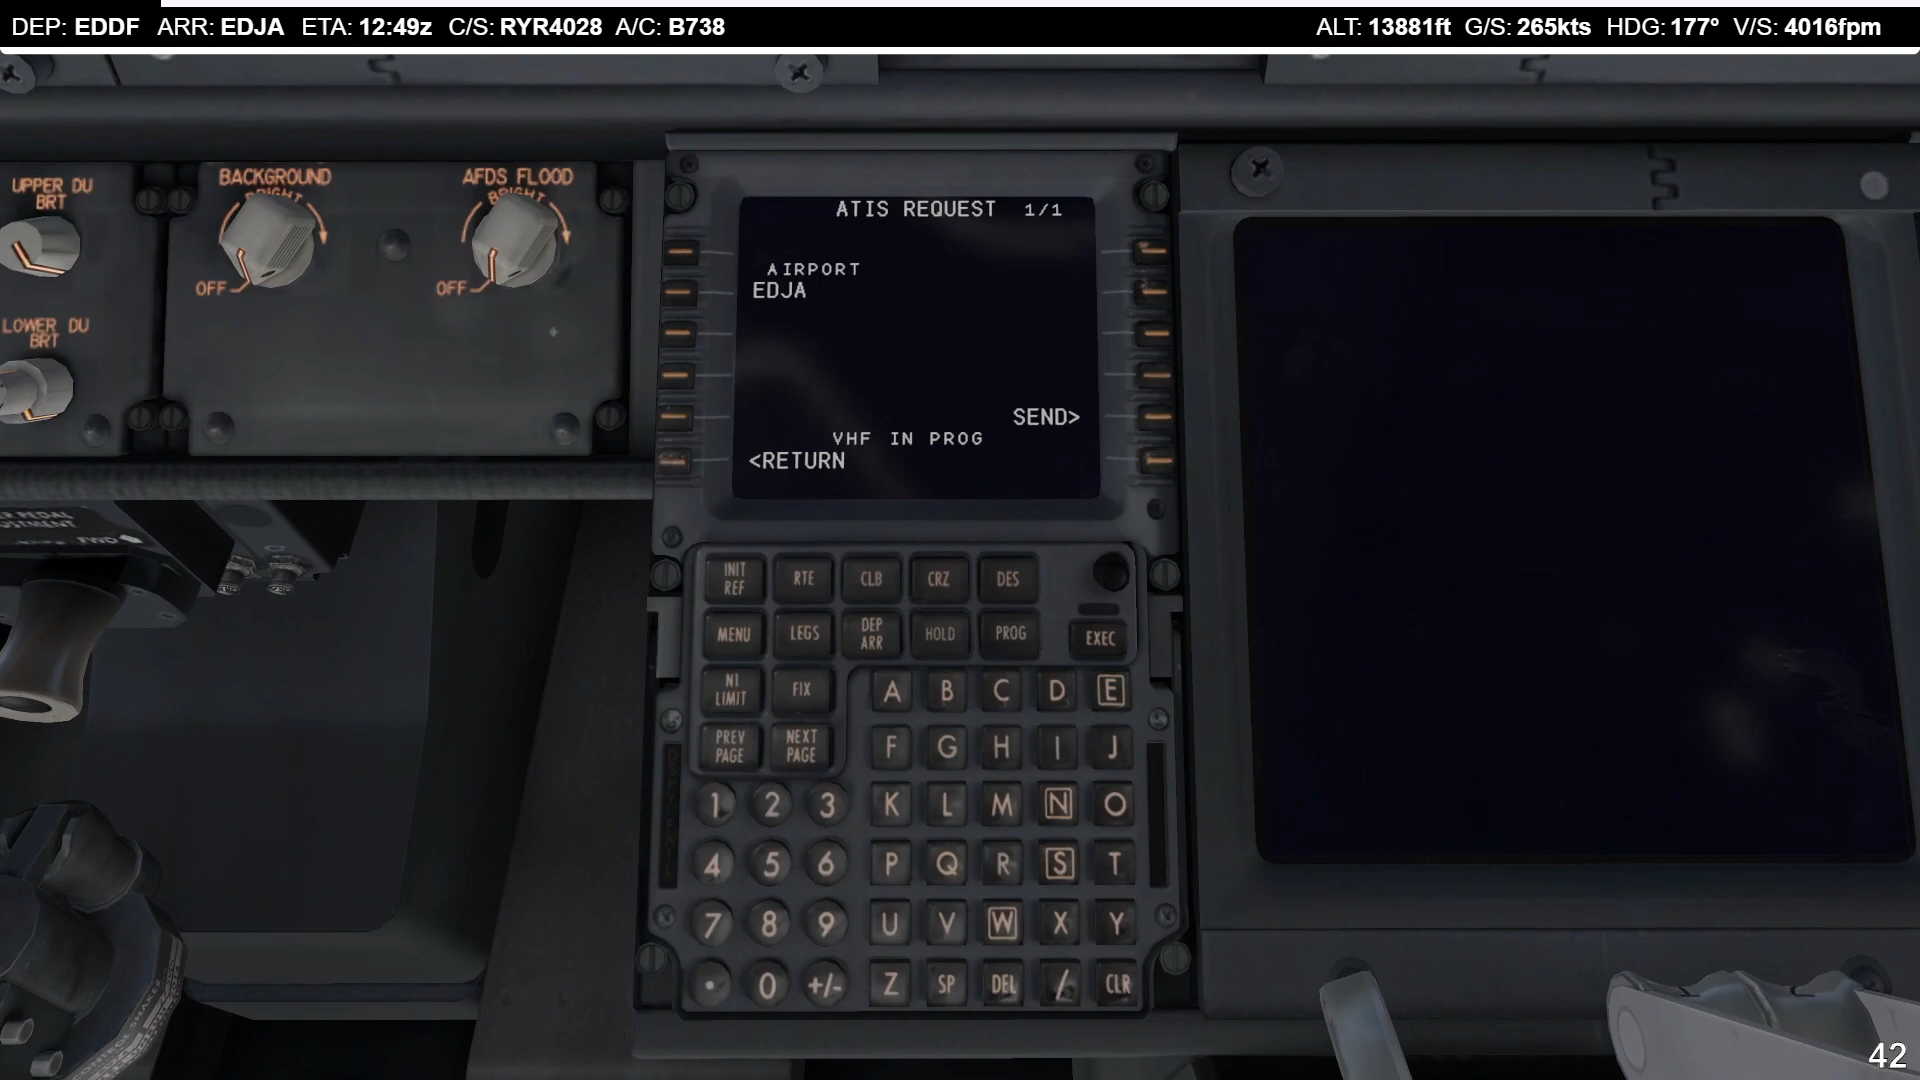 DEP: EDDF ARR: EDJA ETA: 12:49z C/S: RYR4028 A/C: B738
ALT: 13881ft G/S: 265kts HDG: 177° V/S: 4016fpm
UPPER DU
BRT
BACKGROUND
BRIGHT
OFF
AFDS FLOOD
BRIGHT
OFF
LOWER DU
BRT
ATIS REQUEST 1/1
AIRPORT
EDJA
SEND>
VHF IN PROG
<RETURN
FWD
INIT
REF
RTE
CLB
CRZ
DES
MENU
LEGS
DEP
ARR
HOLD
PROG
EXEC
N1
LIMIT
FIX
PREV
PAGE
NEXT
PAGE
A B C D E
F G H I J
1 2 3 K L M N O
4 5 6 P Q R S T
7 8 9 U V W X Y
. 0 +/- Z SP DEL / CLR
42